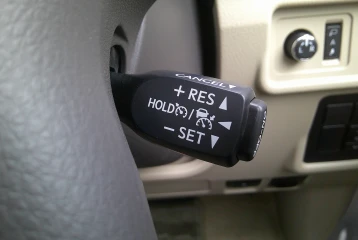 CANCEL
+ RES
HOLD /
− SET